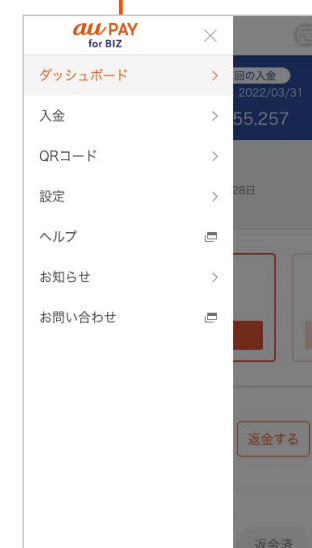 au PAY
for BIZ
ダッシュボード
入金
QRコード
設定
ヘルプ
お知らせ
お問い合わせ
回の入金
2022/03/31
55,257
28日
返金する
返金済